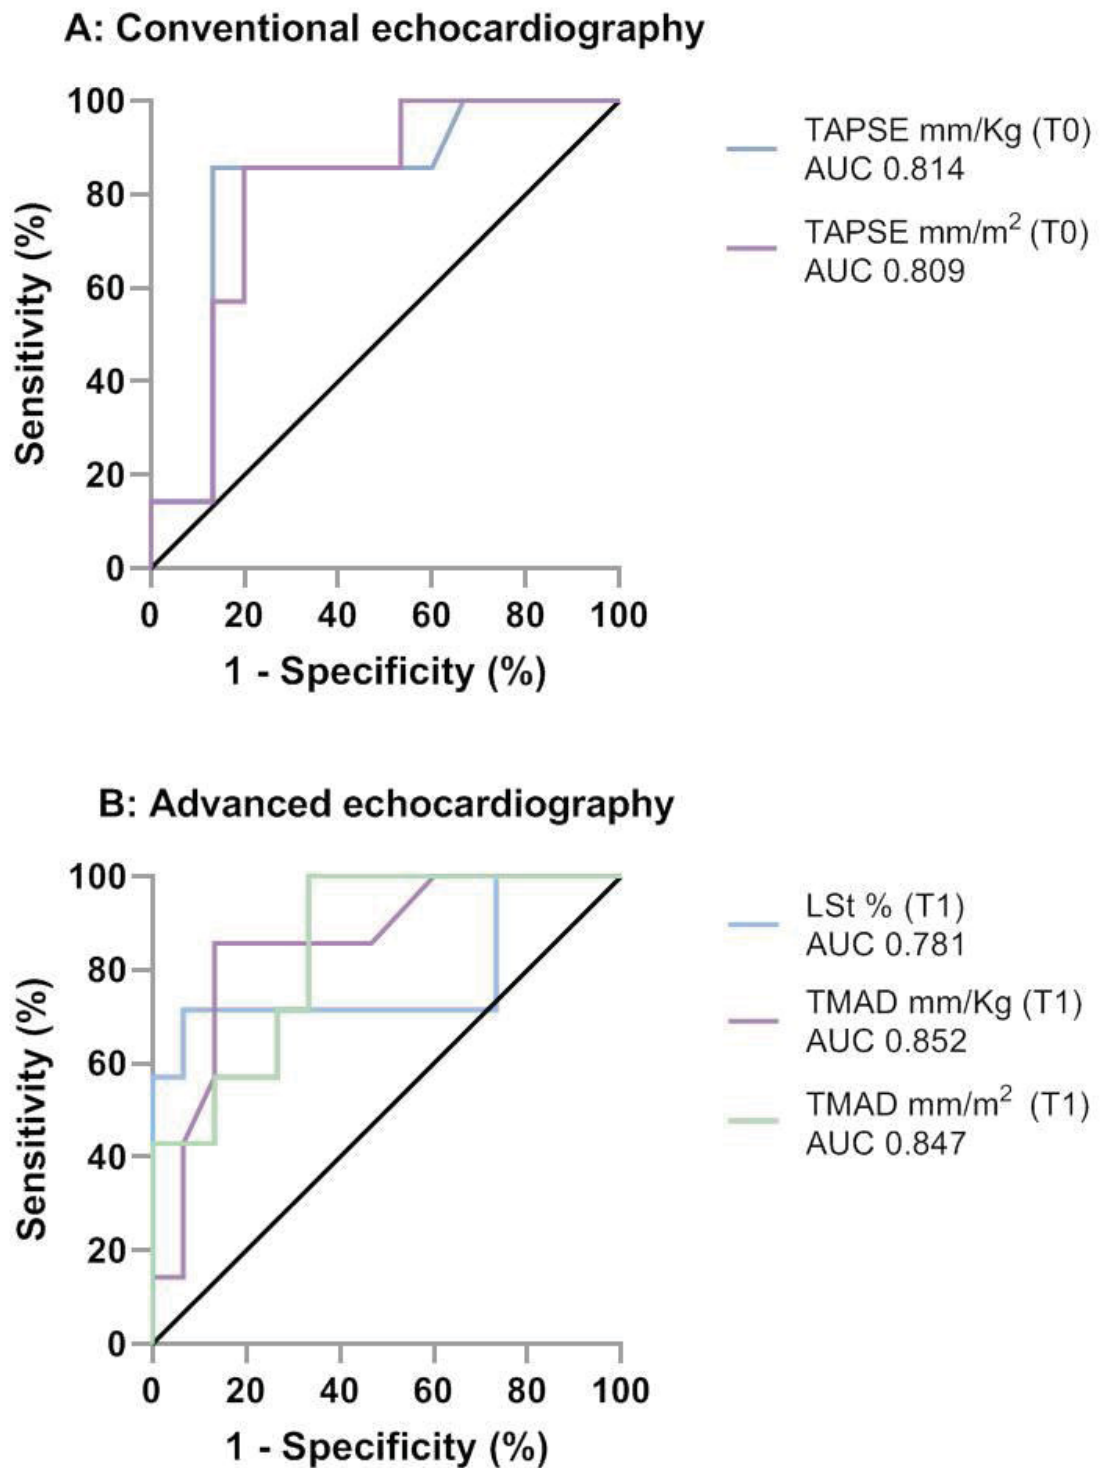 A: Conventional echocardiography
100
80
60
40
20
0
Sensitivity (%)
0 20 40 60 80 100
1 - Specificity (%)
TAPSE mm/Kg (T0)
AUC 0.814
TAPSE mm/m² (T0)
AUC 0.809
B: Advanced echocardiography
100
80
60
40
20
0
Sensitivity (%)
0 20 40 60 80 100
1 - Specificity (%)
LSt % (T1)
AUC 0.781
TMAD mm/Kg (T1)
AUC 0.852
TMAD mm/m² (T1)
AUC 0.847